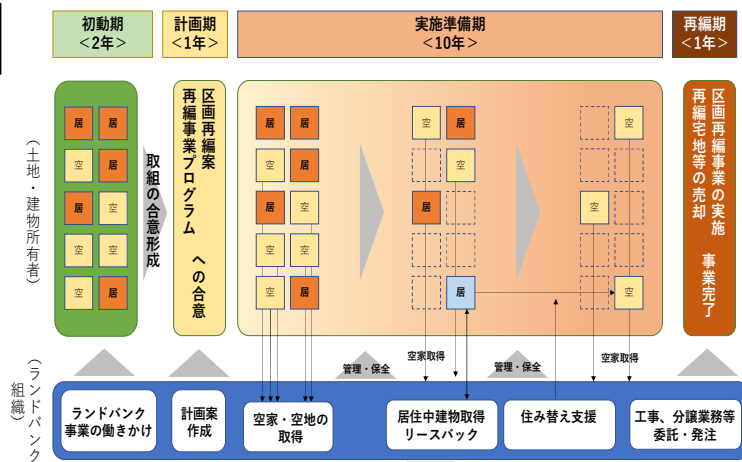 初動期
＜2年＞
計画期
＜1年＞
実施準備期
＜10年＞
再編期
＜1年＞
(土地・建物所有者)
居 居
空 居
居 空
空 空
空 居
取組の合意形成
区画再編案
再編事業プログラム
への合意
居 居
空 居
居 空
空 空
空 居
空 居
空
居
居
空
空
空
区画再編事業の実施
再編宅地等の売却
事業完了
管理・保全
空家取得
管理・保全
空家取得
(ランドバンク
組織)
ランドバンク
事業の働きかけ
計画案
作成
空家・空地の
取得
居住中建物取得
リースバック
住み替え支援
工事、分譲業務等
委託・発注